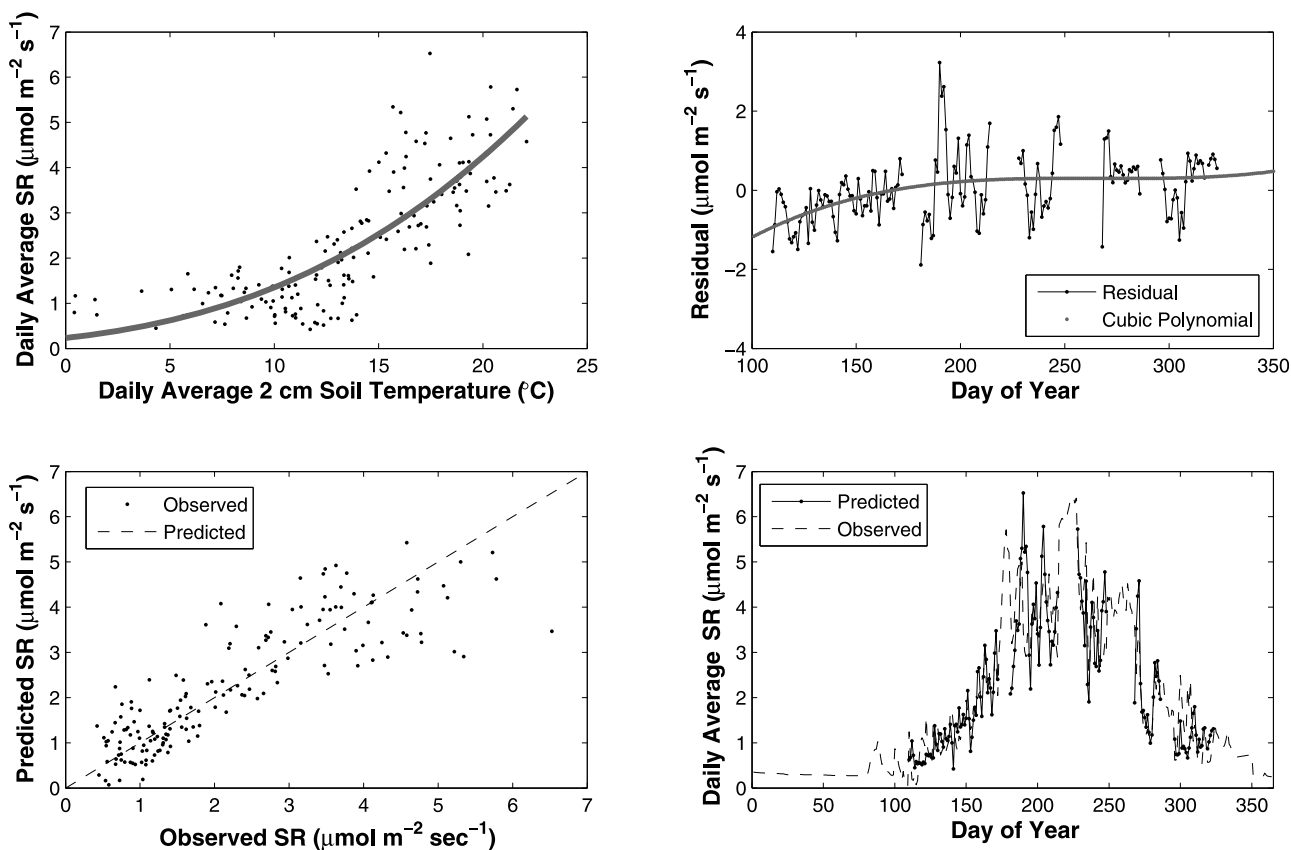 Daily Average SR (μmol m⁻² s⁻¹)
7
6
5
4
3
2
1
0
0 5 10 15 20 25
Daily Average 2 cm Soil Temperature (°C)
Residual (μmol m⁻² s⁻¹)
4
2
0
−2
−4
Residual
Cubic Polynomial
100 150 200 250 300 350
Day of Year
Predicted SR (μmol m⁻² s⁻¹)
7
6
5
4
3
2
1
0
Observed
Predicted
0 1 2 3 4 5 6 7
Observed SR (μmol m⁻² sec⁻¹)
Daily Average SR (μmol m⁻² s⁻¹)
7
6
5
4
3
2
1
0
Predicted
Observed
0 50 100 150 200 250 300 350
Day of Year